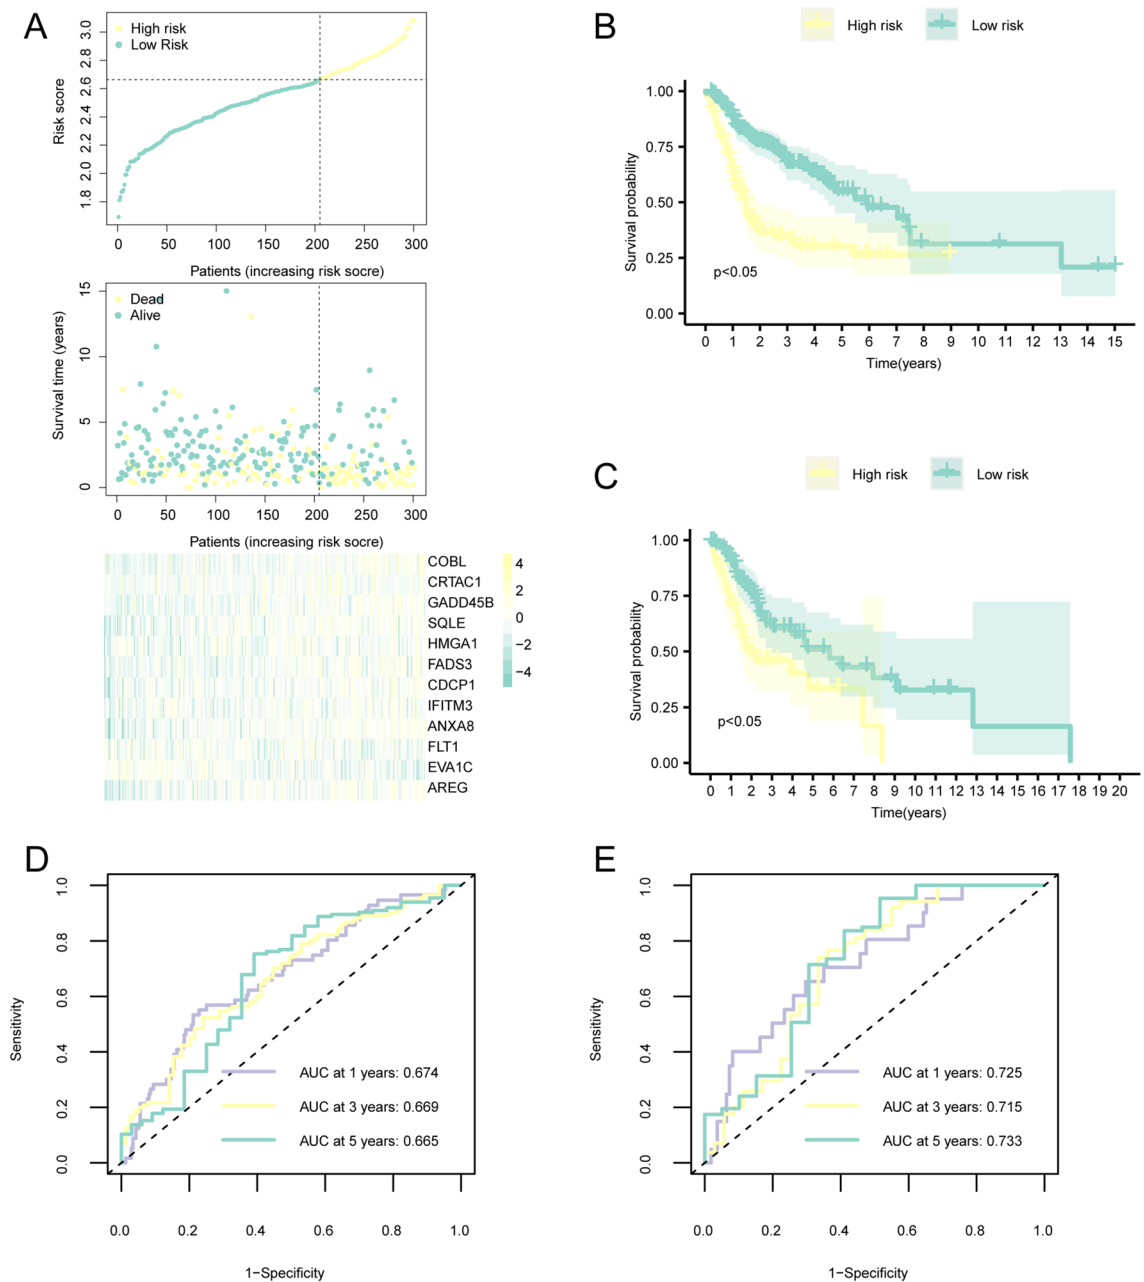 A
High risk
Low Risk
Risk score
1.8 2.0 2.2 2.4 2.6 2.8 3.0
0 50 100 150 200 250 300
Patients (increasing risk socre)
Dead
Alive
Survival time (years)
0 5 10 15
0 50 100 150 200 250 300
Patients (increasing risk socre)
COBL
CRTAC1
GADD45B
SQLE
HMGA1
FADS3
CDCP1
IFITM3
ANXA8
FLT1
EVA1C
AREG
4
2
0
−2
−4
B
High risk Low risk
Survival probability
1.00
0.75
0.50
0.25
0.00
p<0.05
0 1 2 3 4 5 6 7 8 9 10 11 12 13 14 15
Time(years)
C
High risk Low risk
Survival probability
1.00
0.75
0.50
0.25
0.00
p<0.05
0 1 2 3 4 5 6 7 8 9 10 11 12 13 14 15 16 17 18 19 20
Time(years)
D
Sensitivity
0.0 0.2 0.4 0.6 0.8 1.0
AUC at 1 years: 0.674
AUC at 3 years: 0.669
AUC at 5 years: 0.665
0.0 0.2 0.4 0.6 0.8 1.0
1−Specificity
E
Sensitivity
0.0 0.2 0.4 0.6 0.8 1.0
AUC at 1 years: 0.725
AUC at 3 years: 0.715
AUC at 5 years: 0.733
0.0 0.2 0.4 0.6 0.8 1.0
1−Specificity